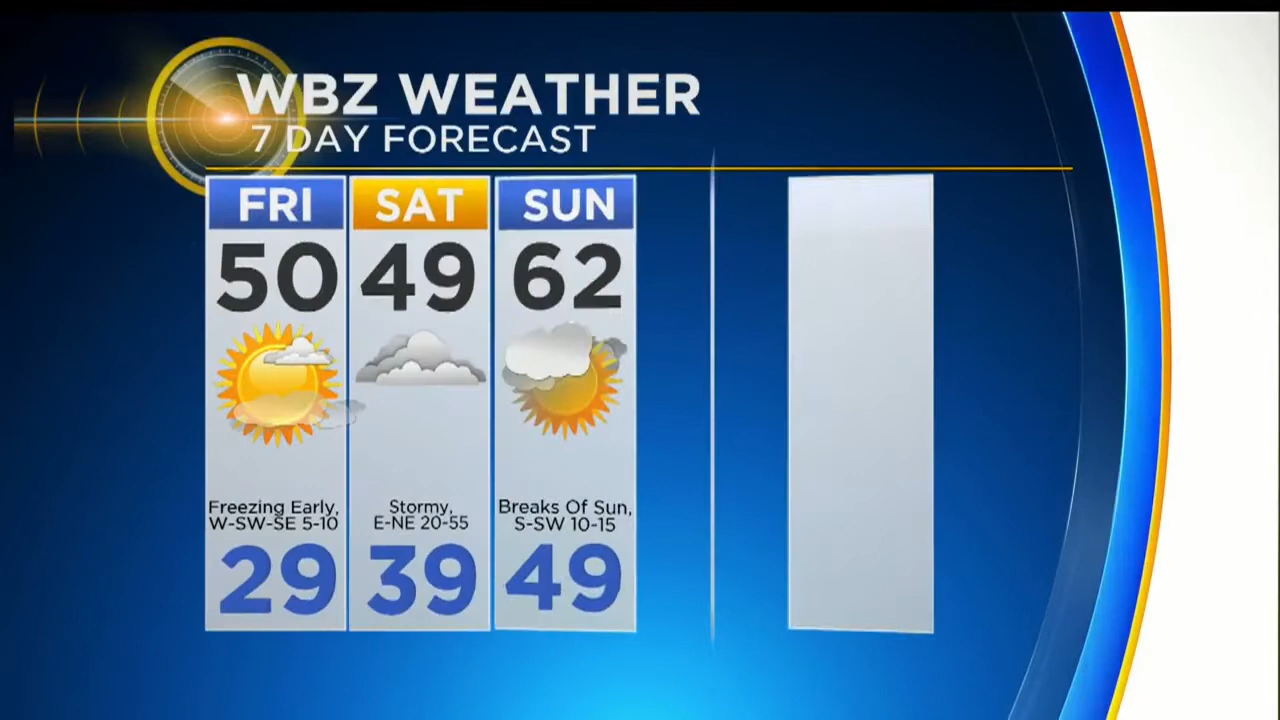 WBZ WEATHER
7 DAY FORECAST
FRI
50
Freezing Early,
W-SW-SE 5-10
29
SAT
49
Stormy,
E-NE 20-55
39
SUN
62
Breaks Of Sun,
S-SW 10-15
49